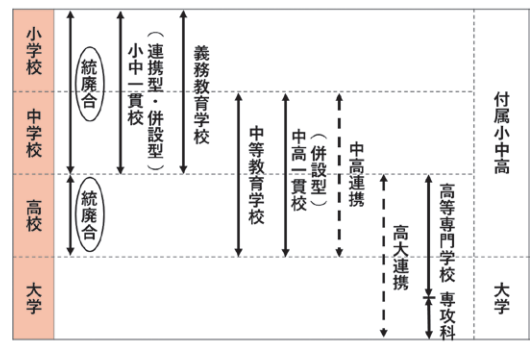 小学校
中学校
高校
大学
統廃合
統廃合
小中一貫校
（連携型・併設型）
義務教育学校
中等教育学校
中高一貫校
（併設型）
中高連携
高大連携
高等専門学校
専攻科
付属小中高
大学